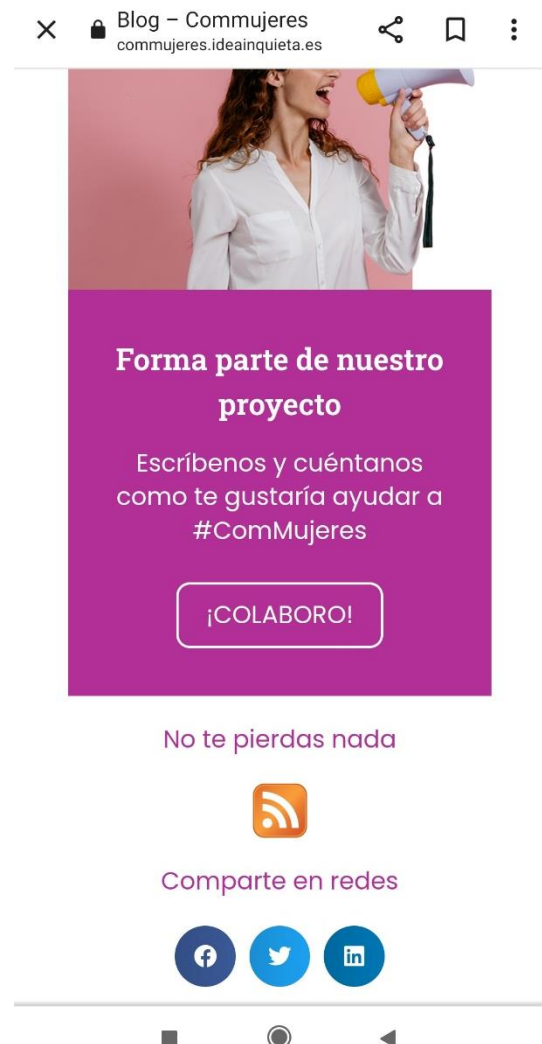 Blog – Commujeres
commujeres.ideainquieta.es
Forma parte de nuestro
proyecto
Escríbenos y cuéntanos
como te gustaría ayudar a
#ComMujeres
¡COLABORO!
No te pierdas nada
Comparte en redes
in